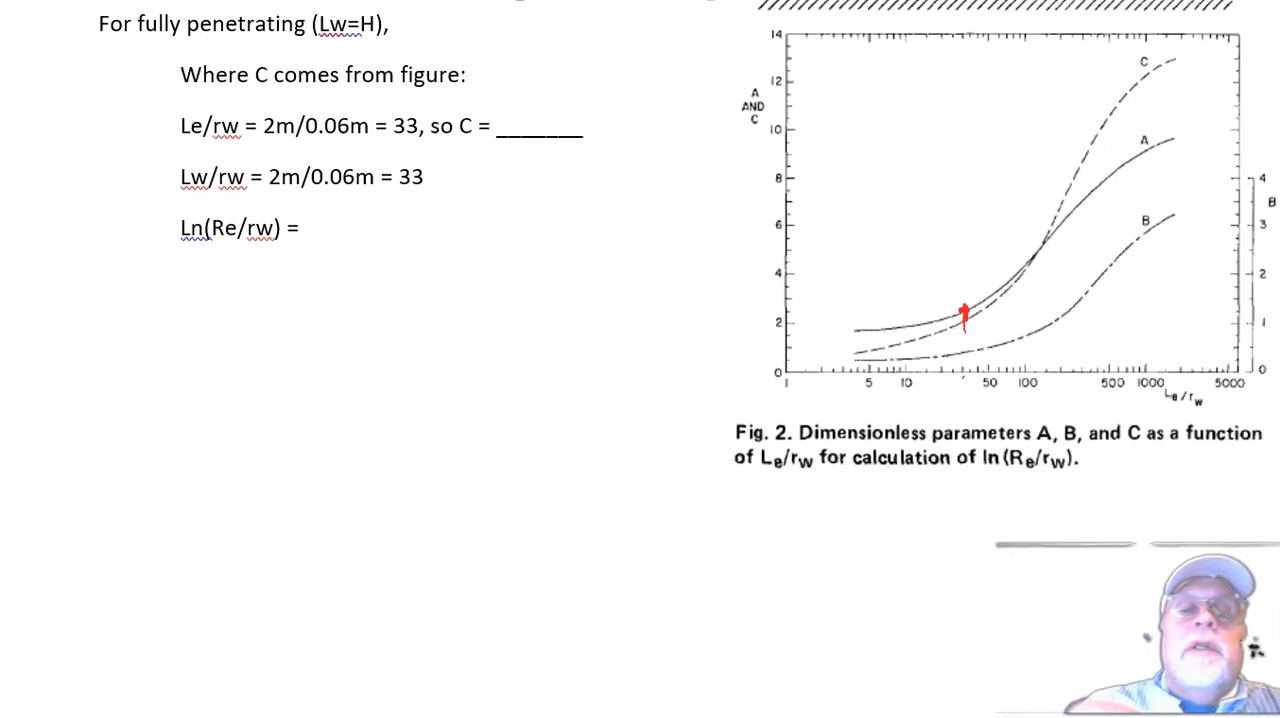 For fully penetrating (Lw=H),
Where C comes from figure:
Le/rw = 2m/0.06m = 33, so C = _______
Lw/rw = 2m/0.06m = 33
Ln(Re/rw) =
14
12
10
8
6
4
2
0
A
AND
C
C
A
B
4
3
2
1
0
B
1 5 10 50 100 500 1000 5000
Le/rw
Fig. 2. Dimensionless parameters A, B, and C as a function
of Le/rw for calculation of ln (Re/rw).